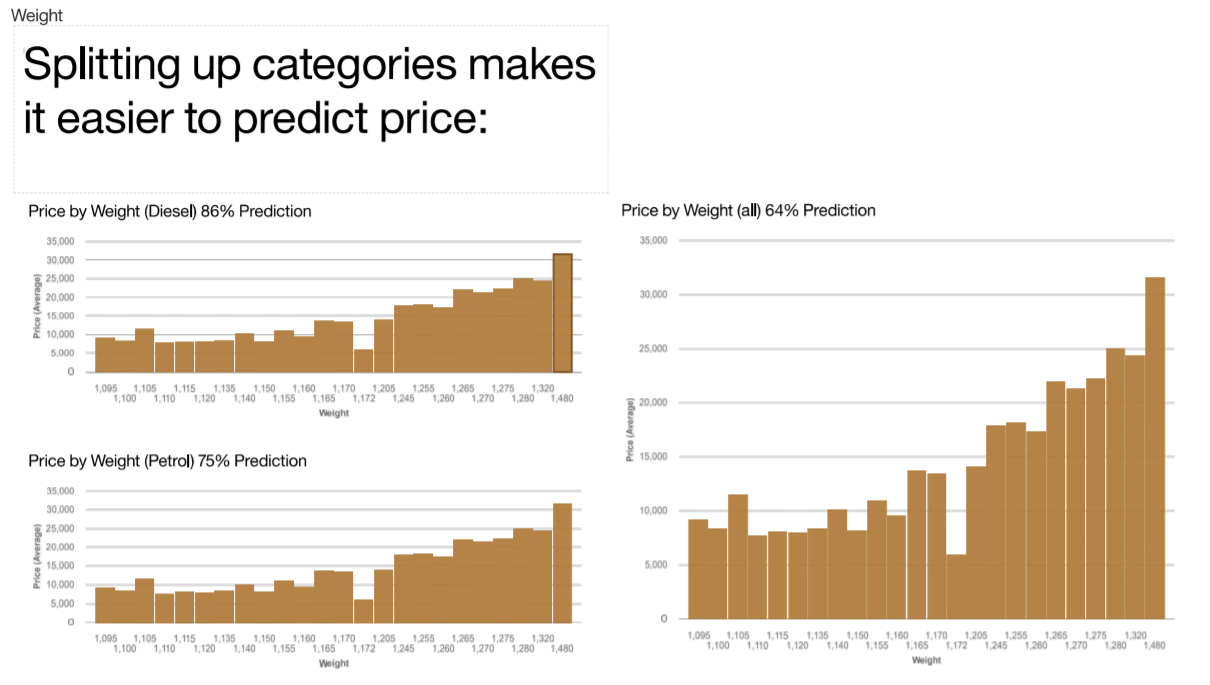 Weight
Splitting up categories makes
it easier to predict price:
Price by Weight (Diesel) 86% Prediction
35,000
30,000
25,000
20,000
15,000
10,000
5,000
0
Price (Average)
1,095 1,105 1,115 1,135 1,150 1,160 1,170 1,205 1,255 1,265 1,275 1,320
1,100 1,110 1,120 1,140 1,155 1,165 1,172 1,245 1,260 1,270 1,280 1,480
Weight
Price by Weight (Petrol) 75% Prediction
35,000
30,000
25,000
20,000
15,000
10,000
5,000
0
Price (Average)
1,095 1,105 1,115 1,135 1,150 1,160 1,170 1,205 1,255 1,265 1,275 1,320
1,100 1,110 1,120 1,140 1,155 1,165 1,172 1,245 1,260 1,270 1,280 1,480
Weight
Price by Weight (all) 64% Prediction
35,000
30,000
25,000
20,000
15,000
10,000
5,000
0
Price (Average)
1,095 1,105 1,115 1,135 1,150 1,160 1,170 1,205 1,255 1,265 1,275 1,320
1,100 1,110 1,120 1,140 1,155 1,165 1,172 1,245 1,260 1,270 1,280 1,480
Weight